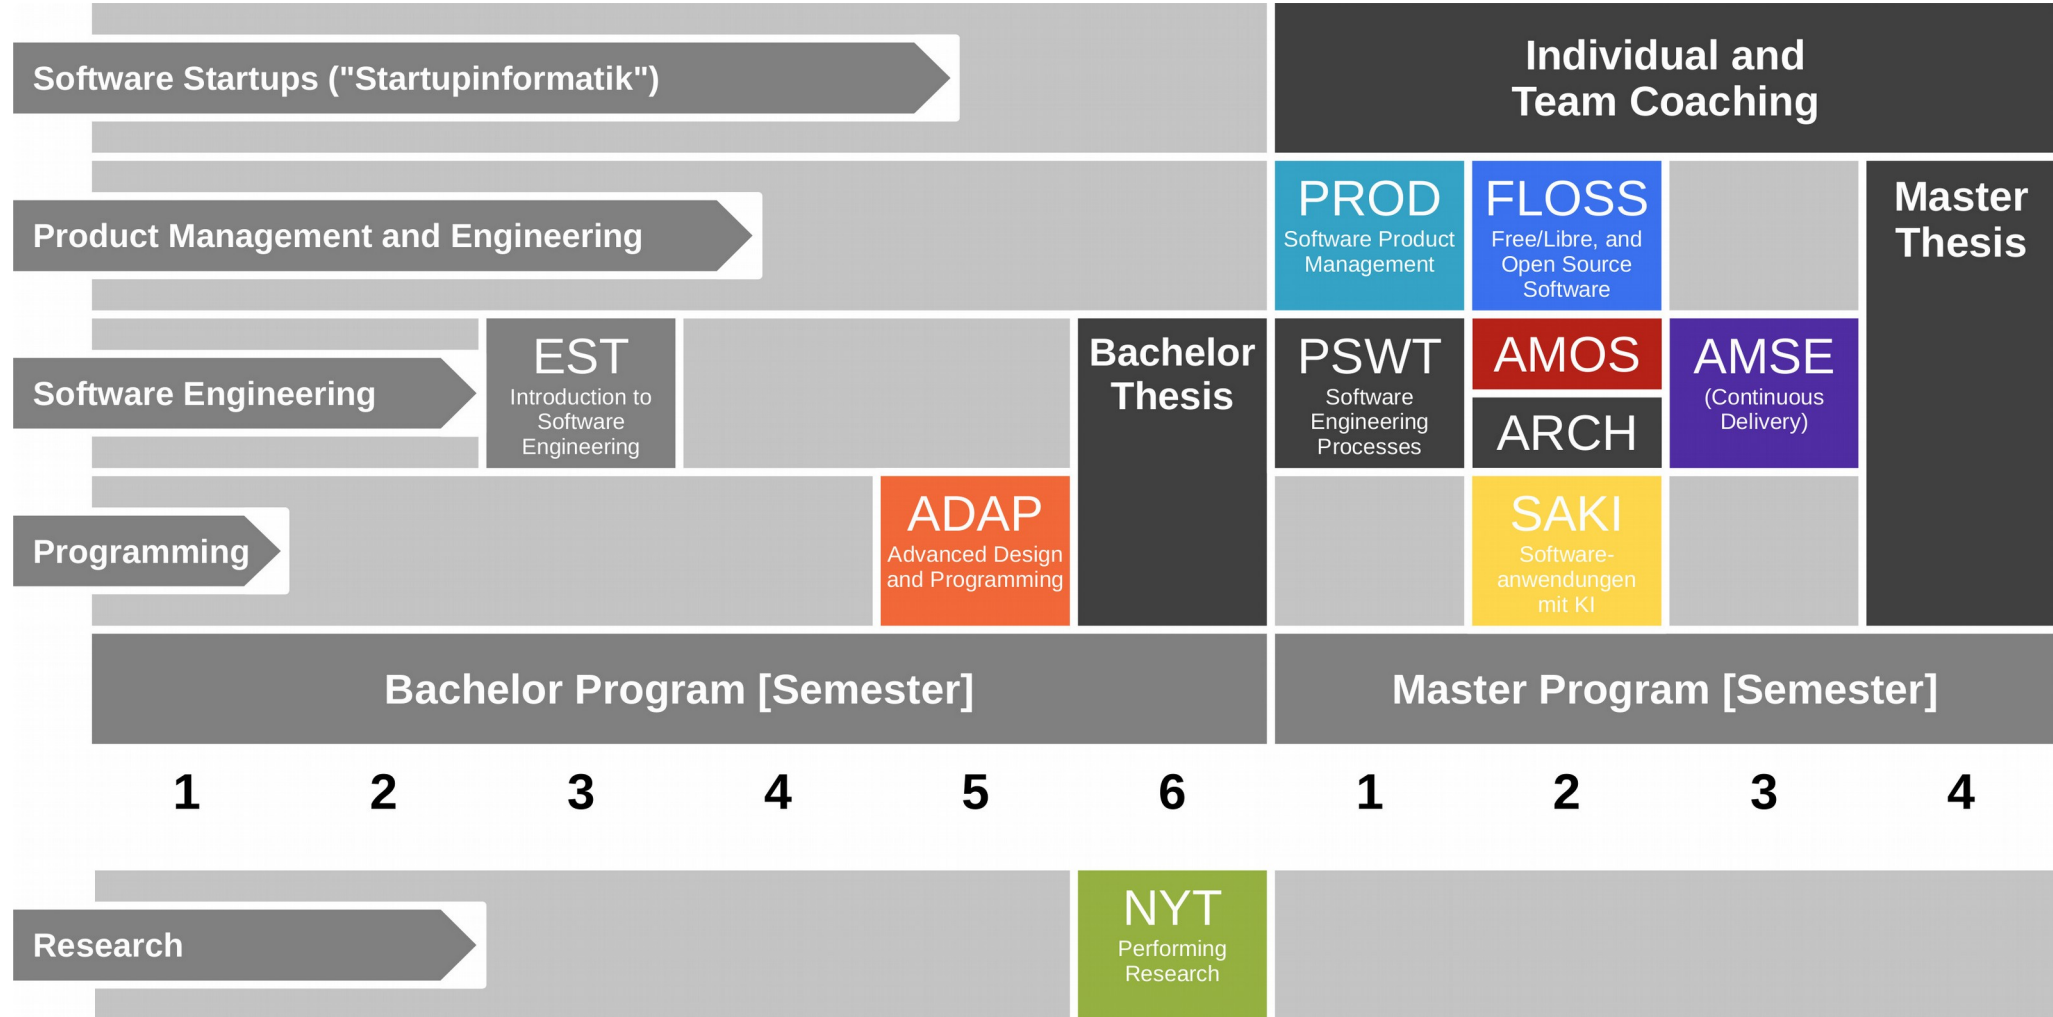 Software Startups ("Startupinformatik")
Individual and
Team Coaching
Product Management and Engineering
PROD
Software Product
Management
FLOSS
Free/Libre, and
Open Source
Software
Master
Thesis
Software Engineering
EST
Introduction to
Software
Engineering
Bachelor
Thesis
PSWT
Software
Engineering
Processes
AMOS
ARCH
AMSE
(Continuous
Delivery)
Programming
ADAP
Advanced Design
and Programming
SAKI
Software-
anwendungen
mit KI
Bachelor Program [Semester]
Master Program [Semester]
1 2 3 4 5 6 1 2 3 4
Research
NYT
Performing
Research